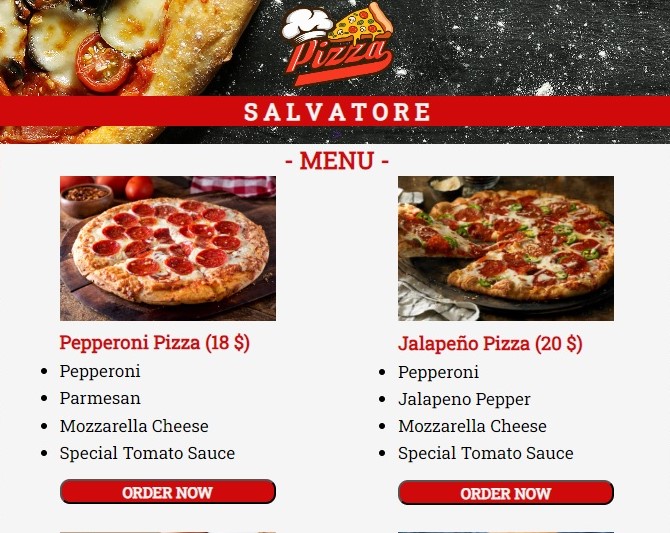 Pizza
SALVATORE
- MENU -
Pepperoni Pizza (18 $)
Pepperoni
Parmesan
Mozzarella Cheese
Special Tomato Sauce
ORDER NOW
Jalapeño Pizza (20 $)
Pepperoni
Jalapeno Pepper
Mozzarella Cheese
Special Tomato Sauce
ORDER NOW